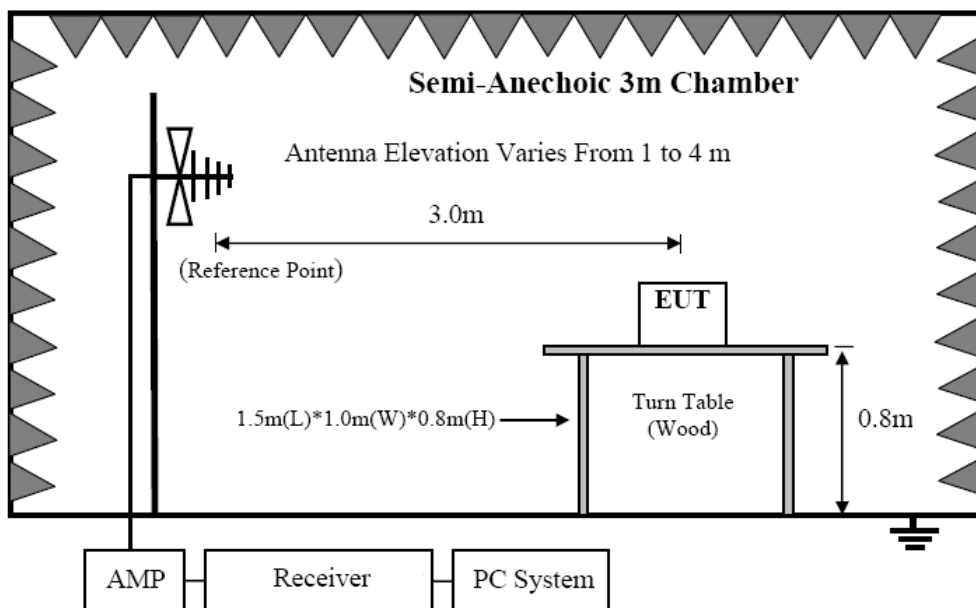 Semi-Anechoic 3m Chamber
Antenna Elevation Varies From 1 to 4 m
3.0m
(Reference Point)
EUT
1.5m(L)*1.0m(W)*0.8m(H)
Turn Table
(Wood)
0.8m
AMP
Receiver
PC System